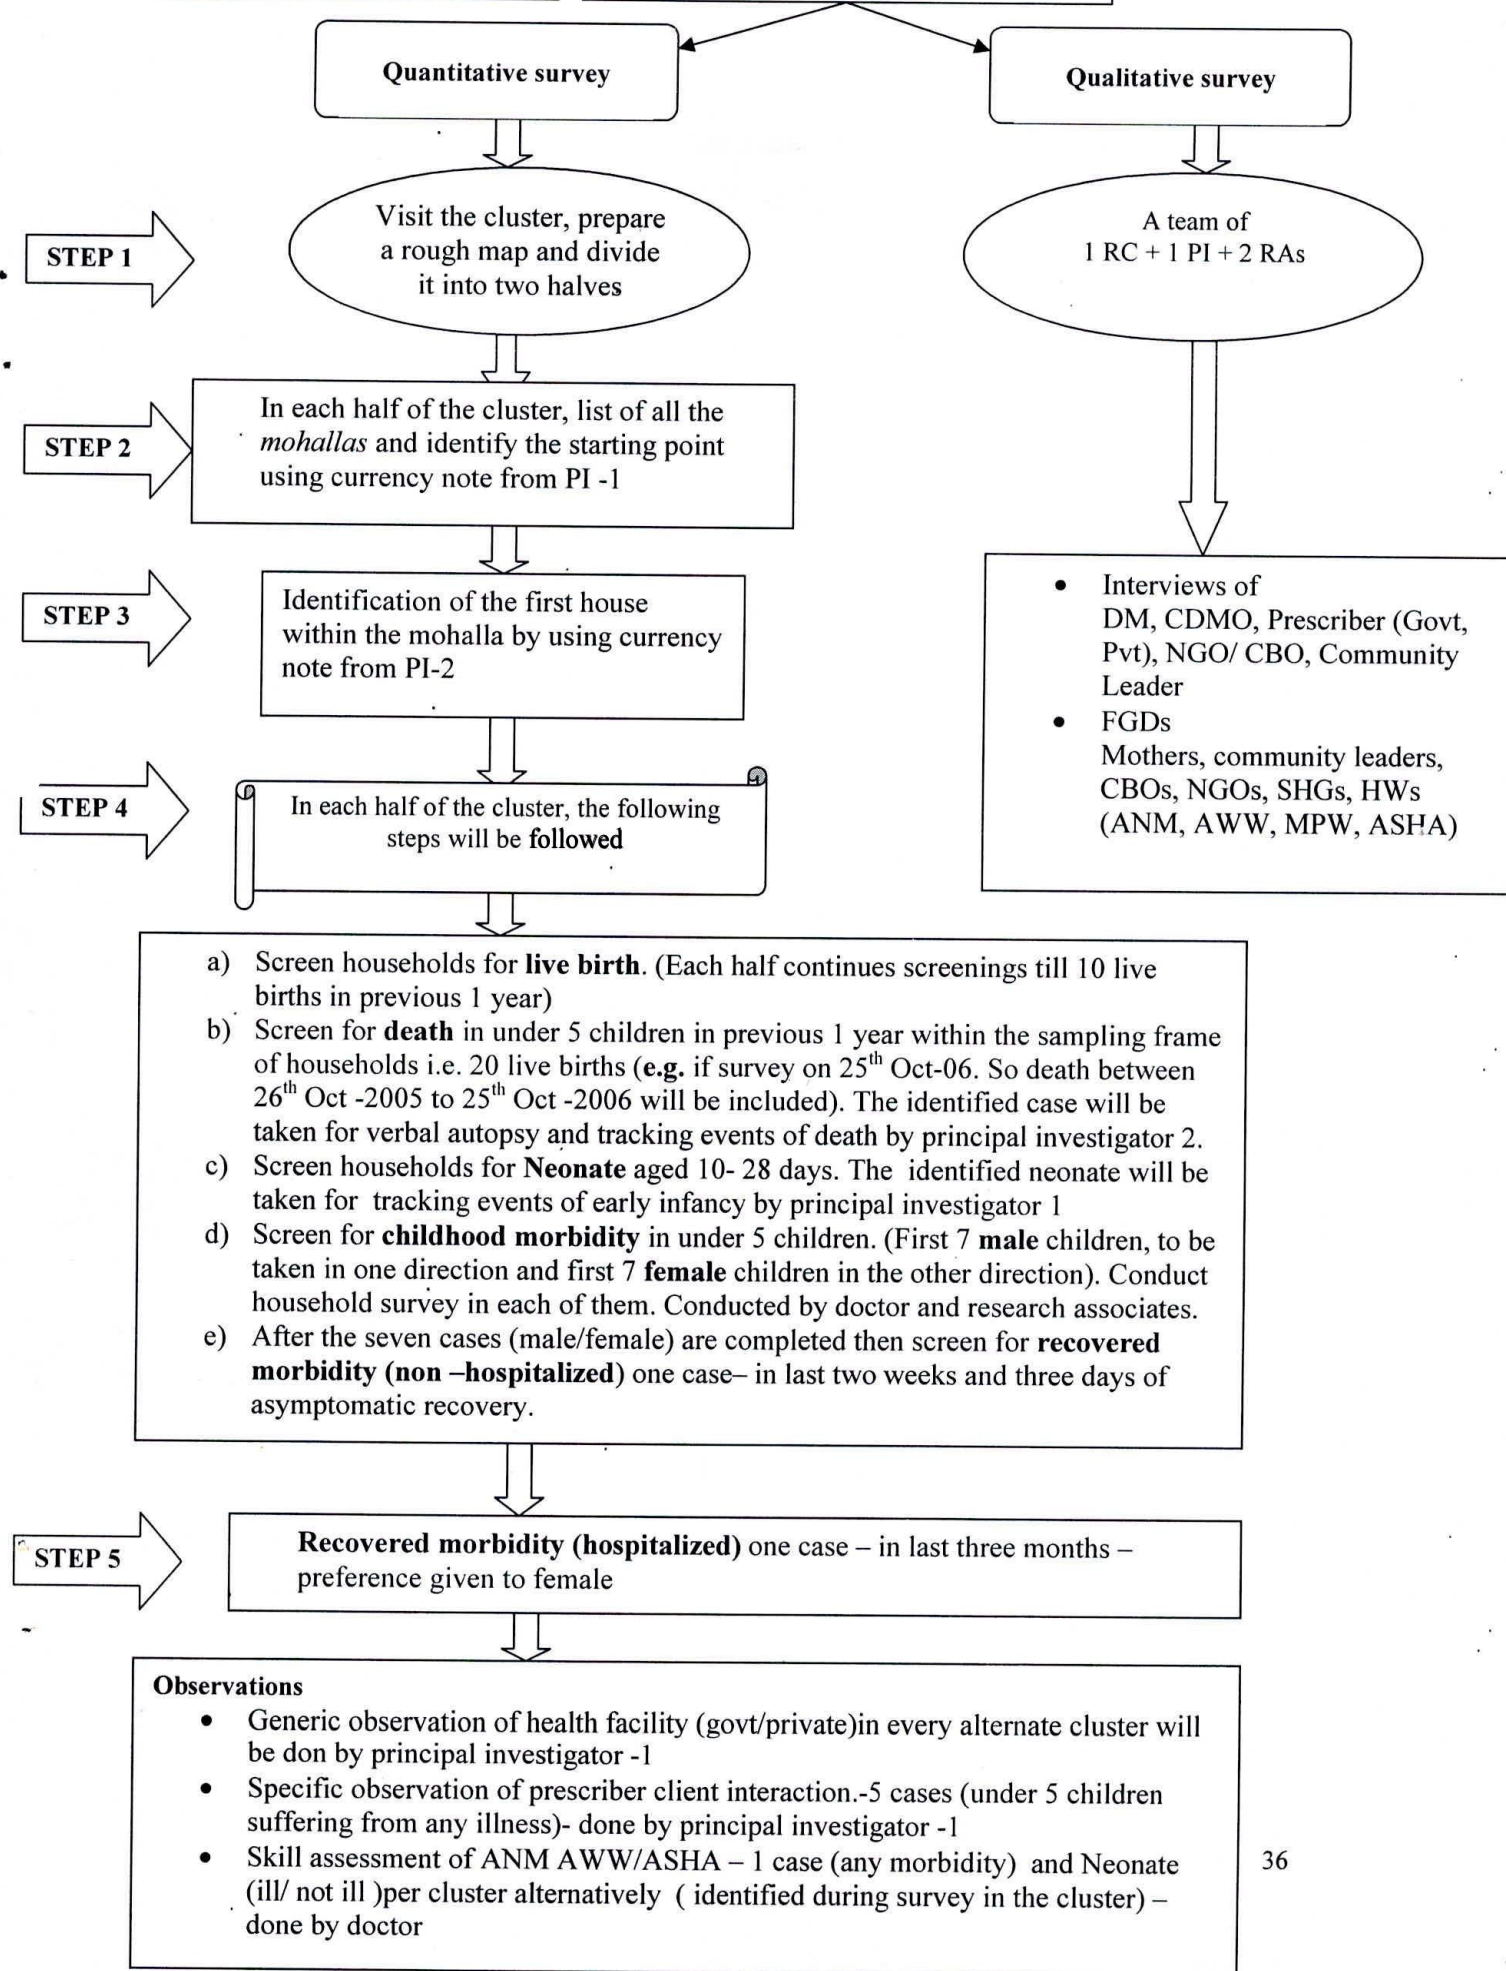 Quantitative survey
Qualitative survey
STEP 1
Visit the cluster, prepare
a rough map and divide
it into two halves
A team of
1 RC + 1 PI + 2 RAs
STEP 2
In each half of the cluster, list of all the
mohallas and identify the starting point
using currency note from PI -1
STEP 3
Identification of the first house
within the mohalla by using currency
note from PI-2
• Interviews of
DM, CDMO, Prescriber (Govt,
Pvt), NGO/ CBO, Community
Leader
• FGDs
Mothers, community leaders,
CBOs, NGOs, SHGs, HWs
(ANM, AWW, MPW, ASHA)
STEP 4
In each half of the cluster, the following
steps will be followed
a) Screen households for live birth. (Each half continues screenings till 10 live
births in previous 1 year)
b) Screen for death in under 5 children in previous 1 year within the sampling frame
of households i.e. 20 live births (e.g. if survey on 25th Oct-06. So death between
26th Oct -2005 to 25th Oct -2006 will be included). The identified case will be
taken for verbal autopsy and tracking events of death by principal investigator 2.
c) Screen households for Neonate aged 10- 28 days. The identified neonate will be
taken for tracking events of early infancy by principal investigator 1
d) Screen for childhood morbidity in under 5 children. (First 7 male children, to be
taken in one direction and first 7 female children in the other direction). Conduct
household survey in each of them. Conducted by doctor and research associates.
e) After the seven cases (male/female) are completed then screen for recovered
morbidity (non –hospitalized) one case– in last two weeks and three days of
asymptomatic recovery.
STEP 5
Recovered morbidity (hospitalized) one case – in last three months –
preference given to female
Observations
• Generic observation of health facility (govt/private)in every alternate cluster will
be don by principal investigator -1
• Specific observation of prescriber client interaction.-5 cases (under 5 children
suffering from any illness)- done by principal investigator -1
• Skill assessment of ANM AWW/ASHA – 1 case (any morbidity) and Neonate
(ill/ not ill )per cluster alternatively ( identified during survey in the cluster) –
done by doctor
36